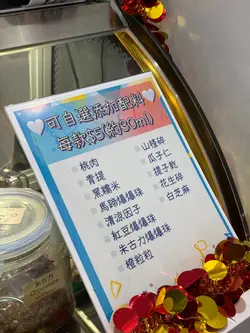 可自選添加配料
每款$5(約30ml)
桃肉
青提
黑糯米
馬蹄爆爆珠
清涼因子
紅豆爆爆珠
朱古力爆爆珠
橙粒粒
山楂碎
瓜子仁
提子乾
花生碎
白芝麻
Chocolate